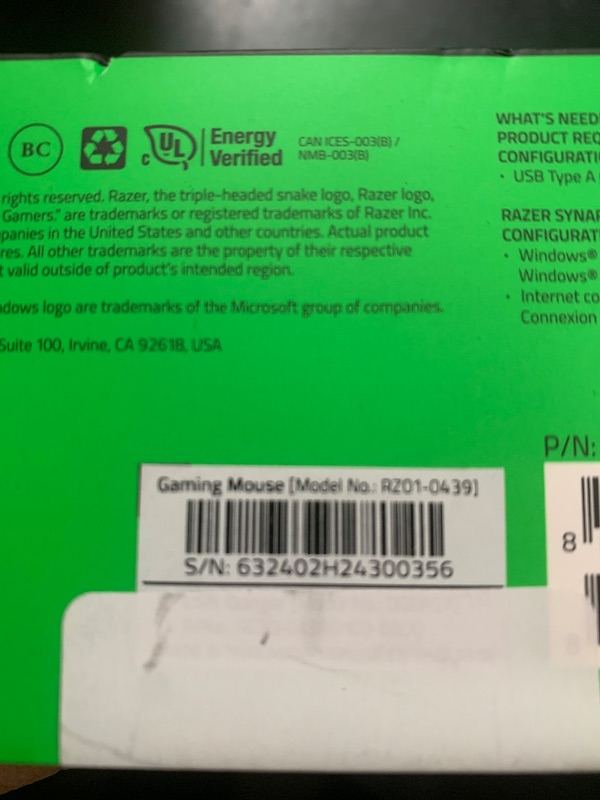 BC
c UL Energy Verified
CAN ICES-003(B) /
NMB-003(B)
rights reserved. Razer, the triple-headed snake logo, Razer logo,
Gamers." are trademarks or registered trademarks of Razer Inc.
panies in the United States and other countries. Actual product
res. All other trademarks are the property of their respective
t valid outside of product's intended region.
dows logo are trademarks of the Microsoft group of companies.
Suite 100, Irvine, CA 92618, USA
WHAT'S NEED
PRODUCT REQ
CONFIGURATI
• USB Type A
RAZER SYNAP
CONFIGURAT
• Windows®
Windows®
• Internet co
Connexion
P/N:
8
Gaming Mouse [Model No.: RZ01-0439]
S/N: 632402H24300356
8